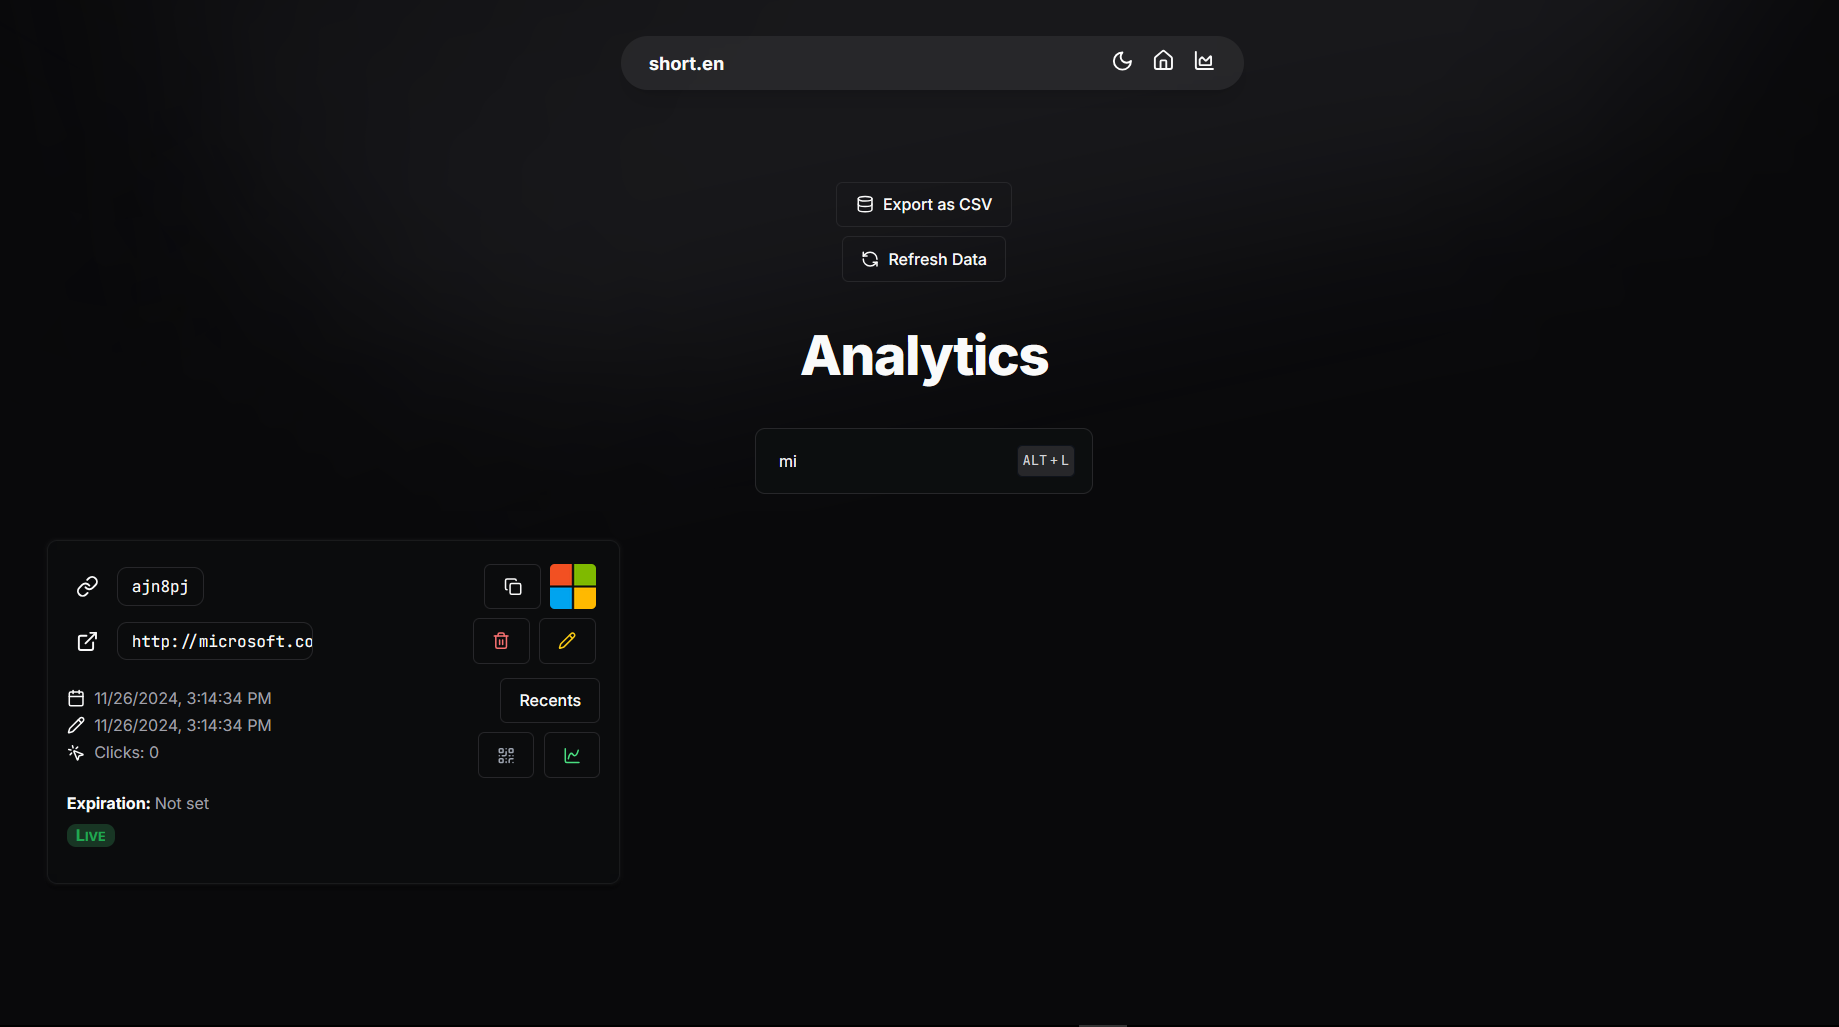 short.en
Export as CSV
Refresh Data
Analytics
mi
ALT+L
ajn8pj
http://microsoft.co
11/26/2024, 3:14:34 PM
Recents
11/26/2024, 3:14:34 PM
Clicks: 0
Expiration: Not set
Live